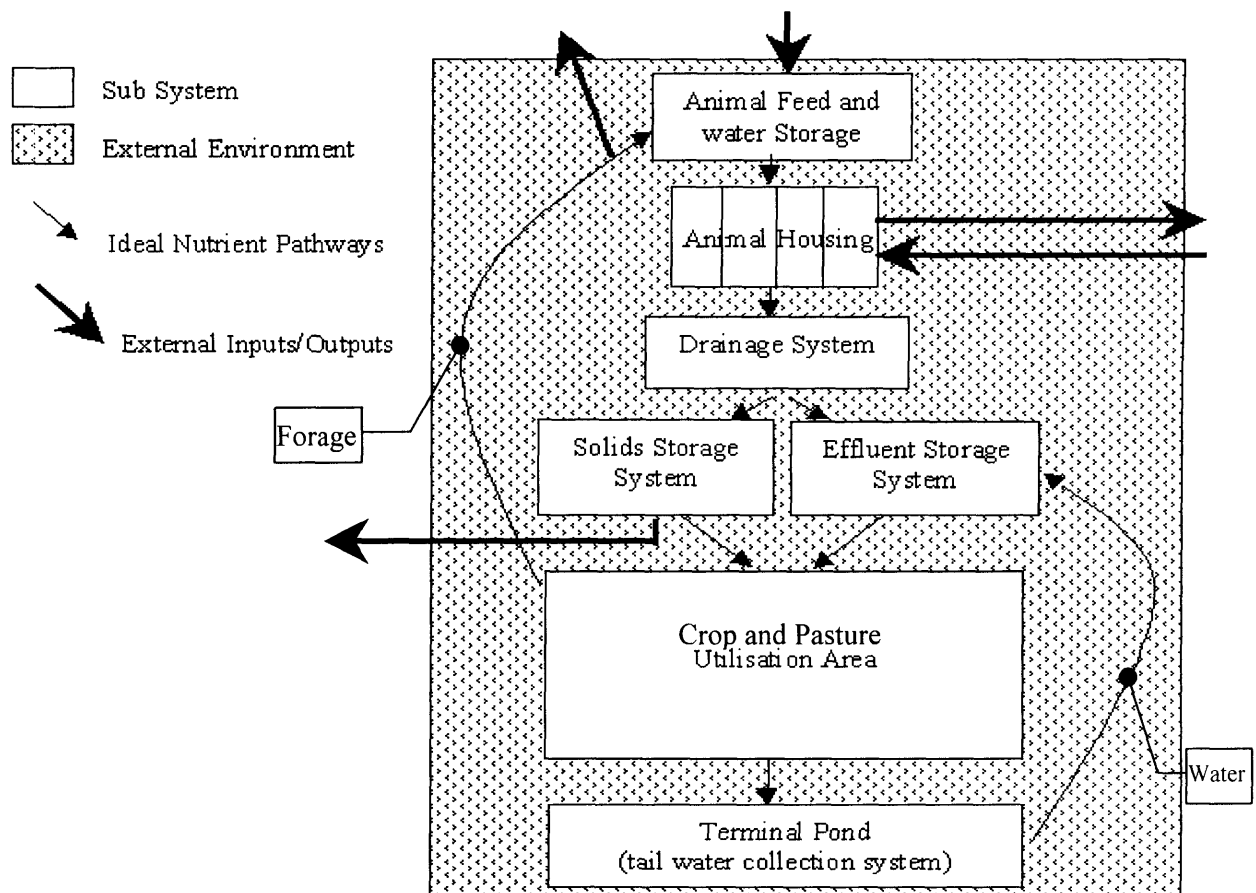 Sub System
External Environment
Ideal Nutrient Pathways
External Inputs/Outputs
Animal Feed and
water Storage
Animal Housing
Drainage System
Forage
Solids Storage
System
Effluent Storage
System
Crop and Pasture
Utilisation Area
Water
Terminal Pond
(tail water collection system)